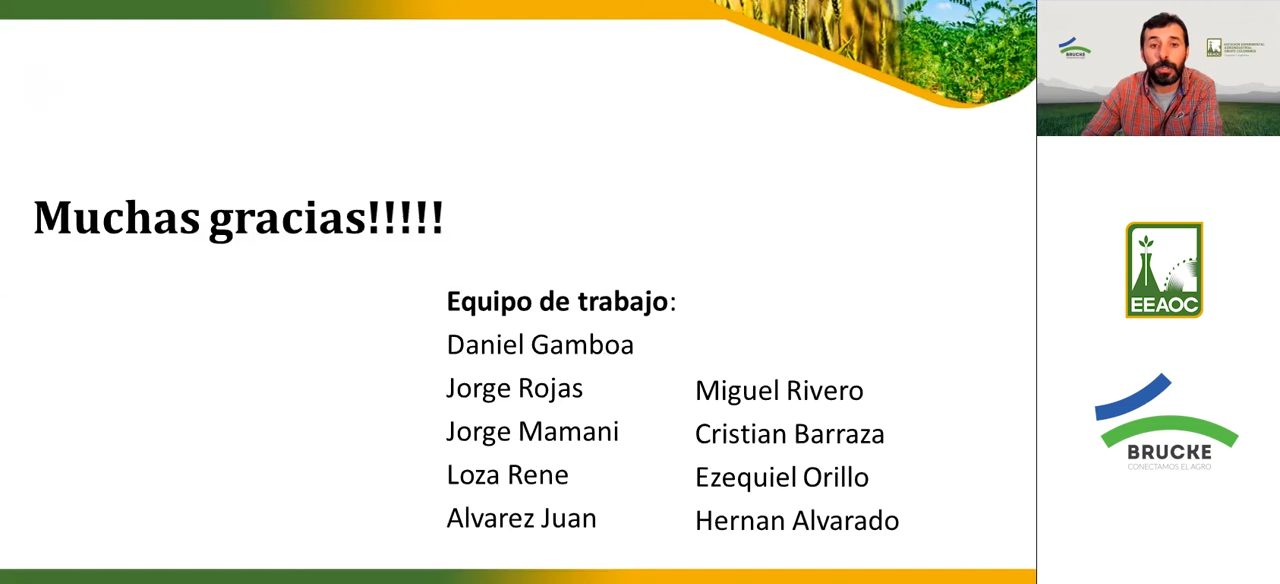 Muchas gracias!!!!!
Equipo de trabajo:
Daniel Gamboa
Jorge Rojas
Jorge Mamani
Loza Rene
Alvarez Juan
Miguel Rivero
Cristian Barraza
Ezequiel Orillo
Hernan Alvarado
BRUCKE
EEAOC
BRUCKE
CONECTAMOS EL AGRO